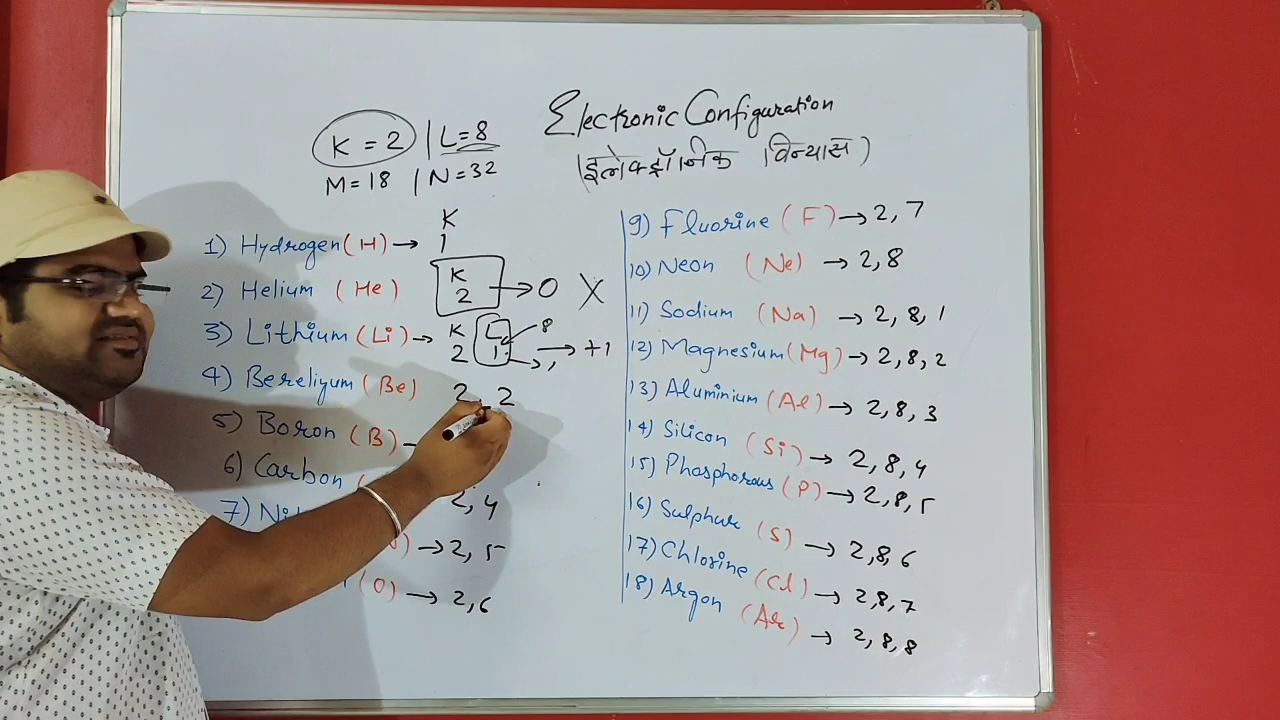 Electronic Configuration
(इलेक्ट्रॉनिक विन्यास)
K = 2 | L=8
M=18 | N=32
1) Hydrogen (H) → K
1
2) Helium (He) K
2 → 0 X
3) Lithium (Li) → K L 8
2 1 → +1
4) Bereliyum (Be) 2, 2
5) Boron (B)
6) Carbon 2, 4
7)
→ 2, 5
(O) → 2,6
9) Fluorine (F) → 2, 7
10) Neon (Ne) → 2,8
11) Sodium (Na) → 2, 8, 1
12) Magnesium (Mg) → 2, 8, 2
13) Aluminium (Al) → 2, 8, 3
14) Silicon (Si) → 2, 8, 4
15) Phosphorous (P) → 2,8,5
16) Sulphur (S) → 2,8,6
17) Chlorine (Cl) → 2,8,7
18) Argon (Ar) → 2, 8, 8